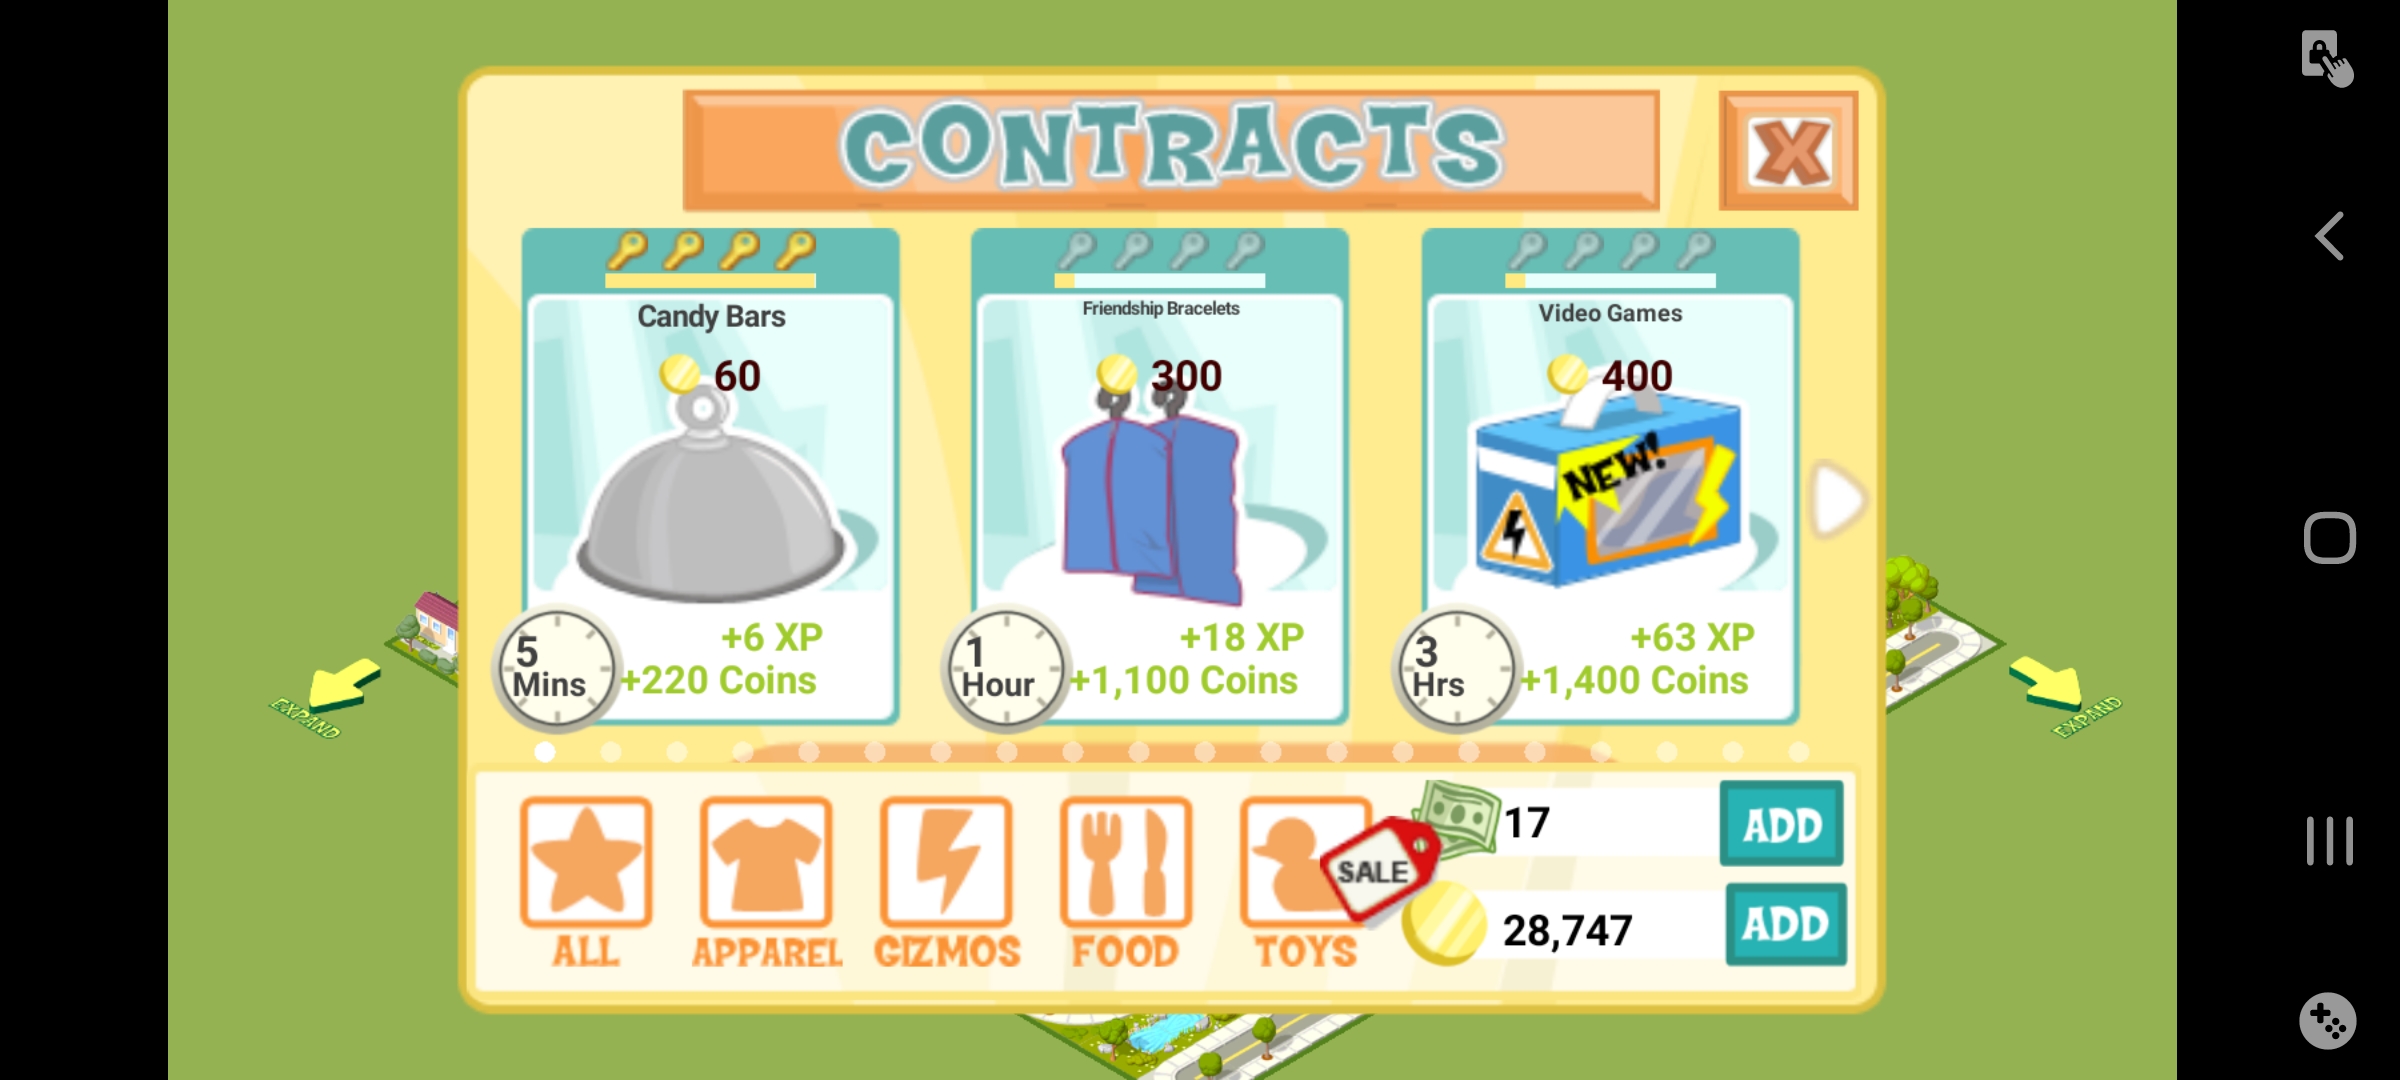 CONTRACTS
X
Candy Bars
60
5
Mins
+6 XP
+220 Coins
Friendship Bracelets
300
1
Hour
+18 XP
+1,100 Coins
Video Games
400
NEW!
3
Hrs
+63 XP
+1,400 Coins
EXPAND
EXPAND
ALL
APPAREL
GIZMOS
FOOD
TOYS
SALE
17
ADD
28,747
ADD